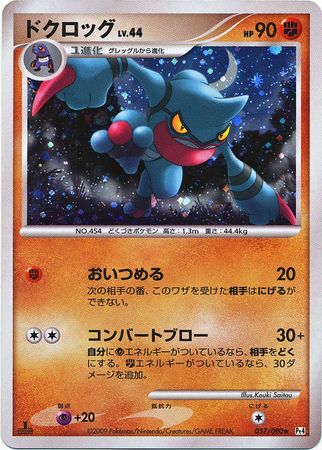 ドクロッグ LV.44 HP 90
1進化 グレッグルから進化
NO.454 どくづきポケモン 高さ：1.3m 重さ：44.4kg
おいつめる 20
次の相手の番、このワザを受けた相手はにげるが
できない。
コンバートブロー 30+
自分にエネルギーがついているなら、相手をど
くにする。エネルギーがついているなら、30ダ
メージを追加。
Illus.Kouki Saitou
弱点 抵抗力 にげる
+20
1
EDITION
©2009 Pokémon/Nintendo/Creatures/GAME FREAK. 057/090★ Pt4